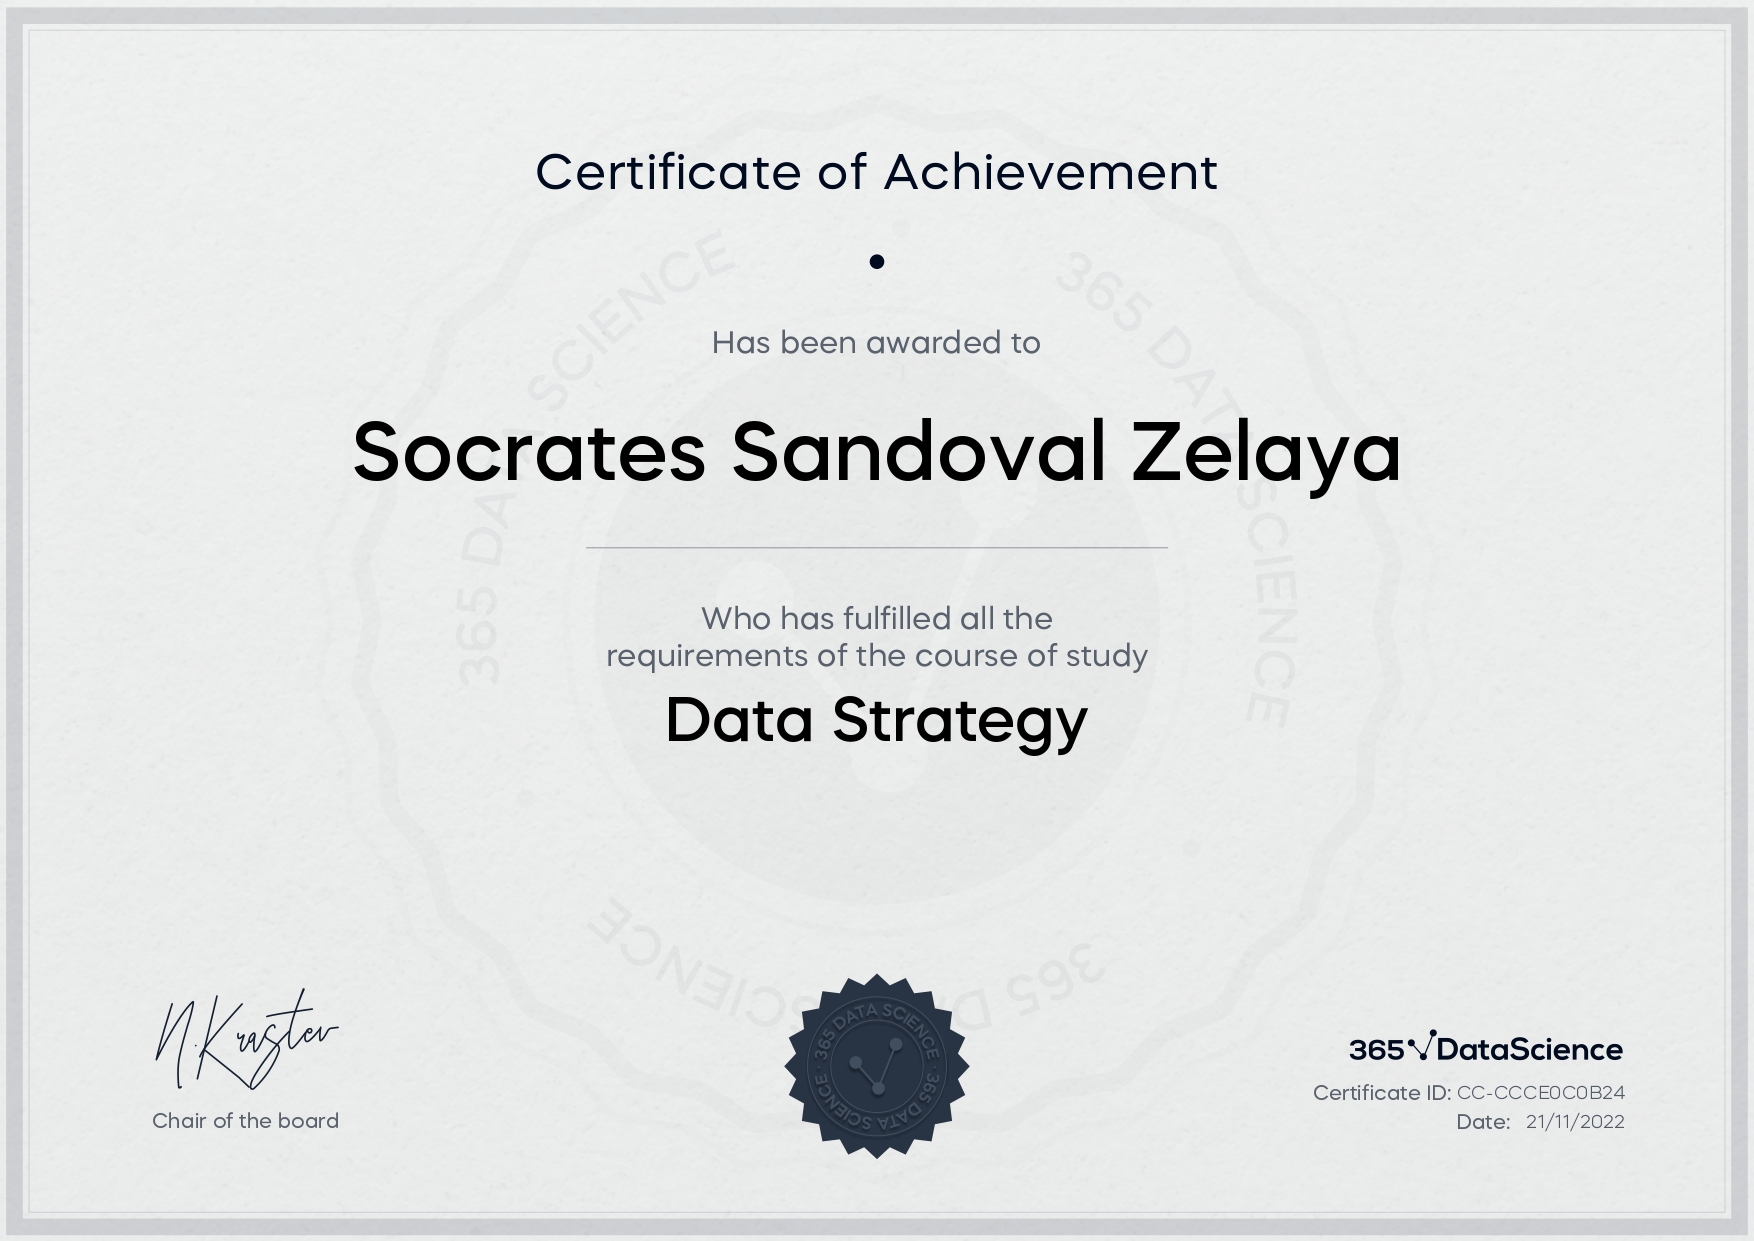 Certificate of Achievement
Has been awarded to
Socrates Sandoval Zelaya
Who has fulfilled all the
requirements of the course of study
Data Strategy
N.Krastev
Chair of the board
365 DATA SCIENCE · 365 DATA SCIENCE ·
365 DataScience
Certificate ID: CC-CCCE0C0B24
Date: 21/11/2022
365 DATA SCIENCE
365 DATA SCIENCE
365 DATA SCIENCE